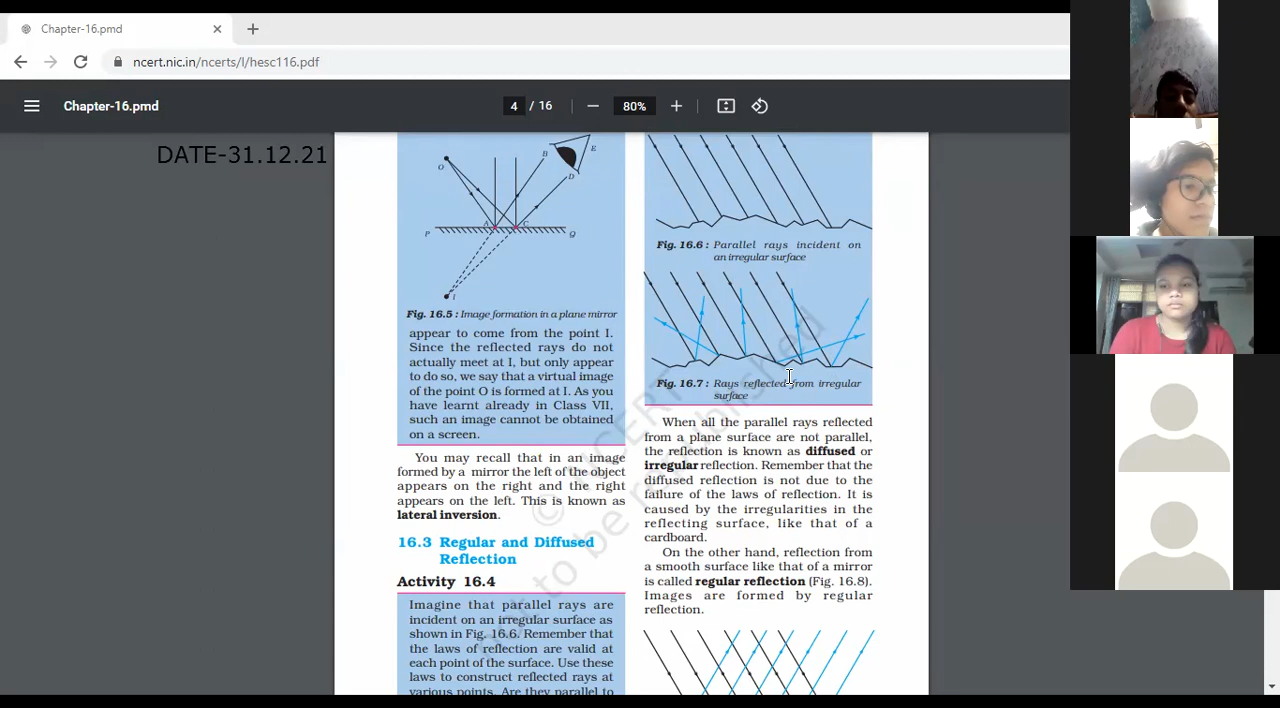 Chapter-16.pmd
ncert.nic.in/ncerts/l/hesc116.pdf
Chapter-16.pmd
4 / 16
80%
DATE-31.12.21
O
B
E
D
A
C
P
Q
I
Fig. 16.5 : Image formation in a plane mirror
appear to come from the point I.
Since the reflected rays do not
actually meet at I, but only appear
to do so, we say that a virtual image
of the point O is formed at I. As you
have learnt already in Class VII,
such an image cannot be obtained
on a screen.
You may recall that in an image
formed by a mirror the left of the object
appears on the right and the right
appears on the left. This is known as
lateral inversion.
16.3 Regular and Diffused
Reflection
Activity 16.4
Imagine that parallel rays are
incident on an irregular surface as
shown in Fig. 16.6. Remember that
the laws of reflection are valid at
each point of the surface. Use these
laws to construct reflected rays at
various points. Are they parallel to
Fig. 16.6 : Parallel rays incident on
an irregular surface
Fig. 16.7 : Rays reflected from irregular
surface
When all the parallel rays reflected
from a plane surface are not parallel,
the reflection is known as diffused or
irregular reflection. Remember that the
diffused reflection is not due to the
failure of the laws of reflection. It is
caused by the irregularities in the
reflecting surface, like that of a
cardboard.
On the other hand, reflection from
a smooth surface like that of a mirror
is called regular reflection (Fig. 16.8).
Images are formed by regular
reflection.
© NCERT
not to be republished